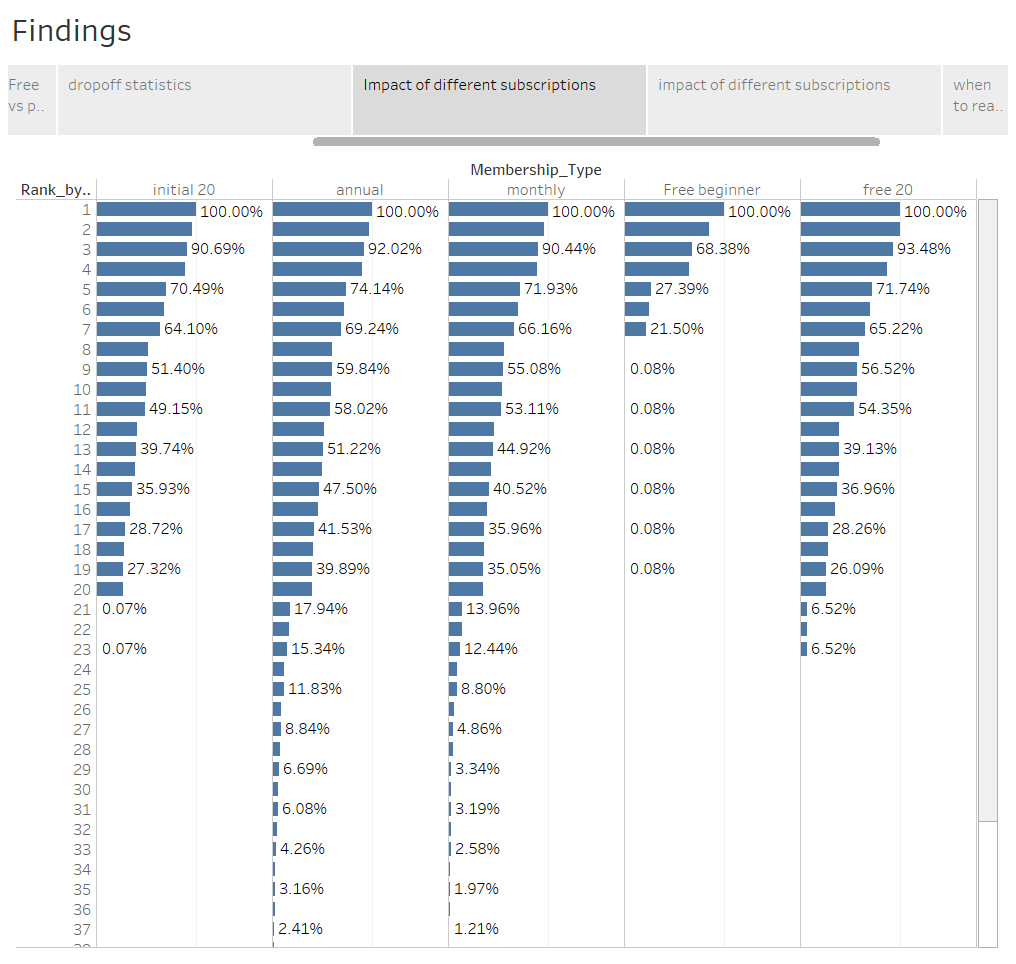 Findings
Free
vs p..
dropoff statistics
Impact of different subscriptions
impact of different subscriptions
when
to rea..
Membership_Type
Rank_by.. initial 20 annual monthly Free beginner free 20
1 100.00% 100.00% 100.00% 100.00% 100.00%
2
3 90.69% 92.02% 90.44% 68.38% 93.48%
4
5 70.49% 74.14% 71.93% 27.39% 71.74%
6
7 64.10% 69.24% 66.16% 21.50% 65.22%
8
9 51.40% 59.84% 55.08% 0.08% 56.52%
10
11 49.15% 58.02% 53.11% 0.08% 54.35%
12
13 39.74% 51.22% 44.92% 0.08% 39.13%
14
15 35.93% 47.50% 40.52% 0.08% 36.96%
16
17 28.72% 41.53% 35.96% 0.08% 28.26%
18
19 27.32% 39.89% 35.05% 0.08% 26.09%
20
21 0.07% 17.94% 13.96% 6.52%
22
23 0.07% 15.34% 12.44% 6.52%
24
25 11.83% 8.80%
26
27 8.84% 4.86%
28
29 6.69% 3.34%
30
31 6.08% 3.19%
32
33 4.26% 2.58%
34
35 3.16% 1.97%
36
37 2.41% 1.21%